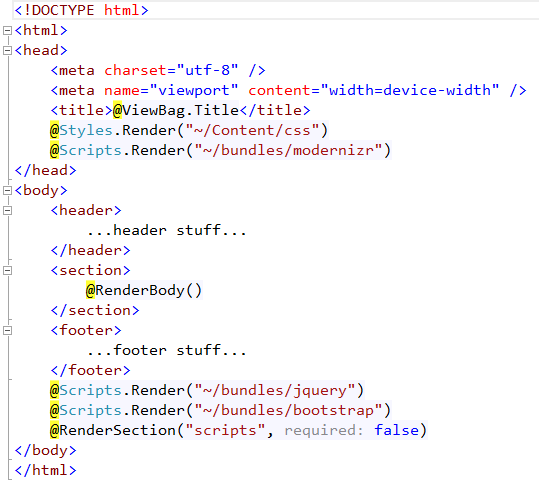 <!DOCTYPE html>
<html>
<head>
    <meta charset="utf-8" />
    <meta name="viewport" content="width=device-width" />
    <title>@ViewBag.Title</title>
    @Styles.Render("~/Content/css")
    @Scripts.Render("~/bundles/modernizr")
</head>
<body>
    <header>
        ...header stuff...
    </header>
    <section>
        @RenderBody()
    </section>
    <footer>
        ...footer stuff...
    </footer>
    @Scripts.Render("~/bundles/jquery")
    @Scripts.Render("~/bundles/bootstrap")
    @RenderSection("scripts", required: false)
</body>
</html>